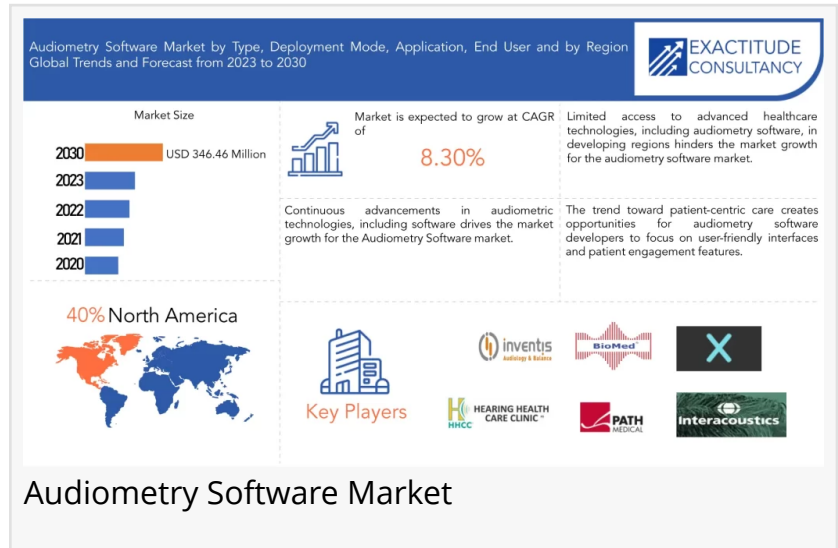 Audiometry Software Market by Type, Deployment Mode, Application, End User and by Region
Global Trends and Forecast from 2023 to 2030
EXACTITUDE
CONSULTANCY
Market Size
2030
USD 346.46 Million
2023
2022
2021
2020
Market is expected to grow at CAGR
of
8.30%
Limited access to advanced healthcare
technologies, including audiometry software, in
developing regions hinders the market growth
for the audiometry software market.
Continuous advancements in audiometric
technologies, including software drives the market
growth for the Audiometry Software market.
The trend toward patient-centric care creates
opportunities for audiometry software
developers to focus on user-friendly interfaces
and patient engagement features.
40% North America
Key Players
inventis
Audiology & Balance
BioMed
X
HHCC
HEARING HEALTH
CARE CLINIC
PATH
MEDICAL
Interacoustics
Audiometry Software Market